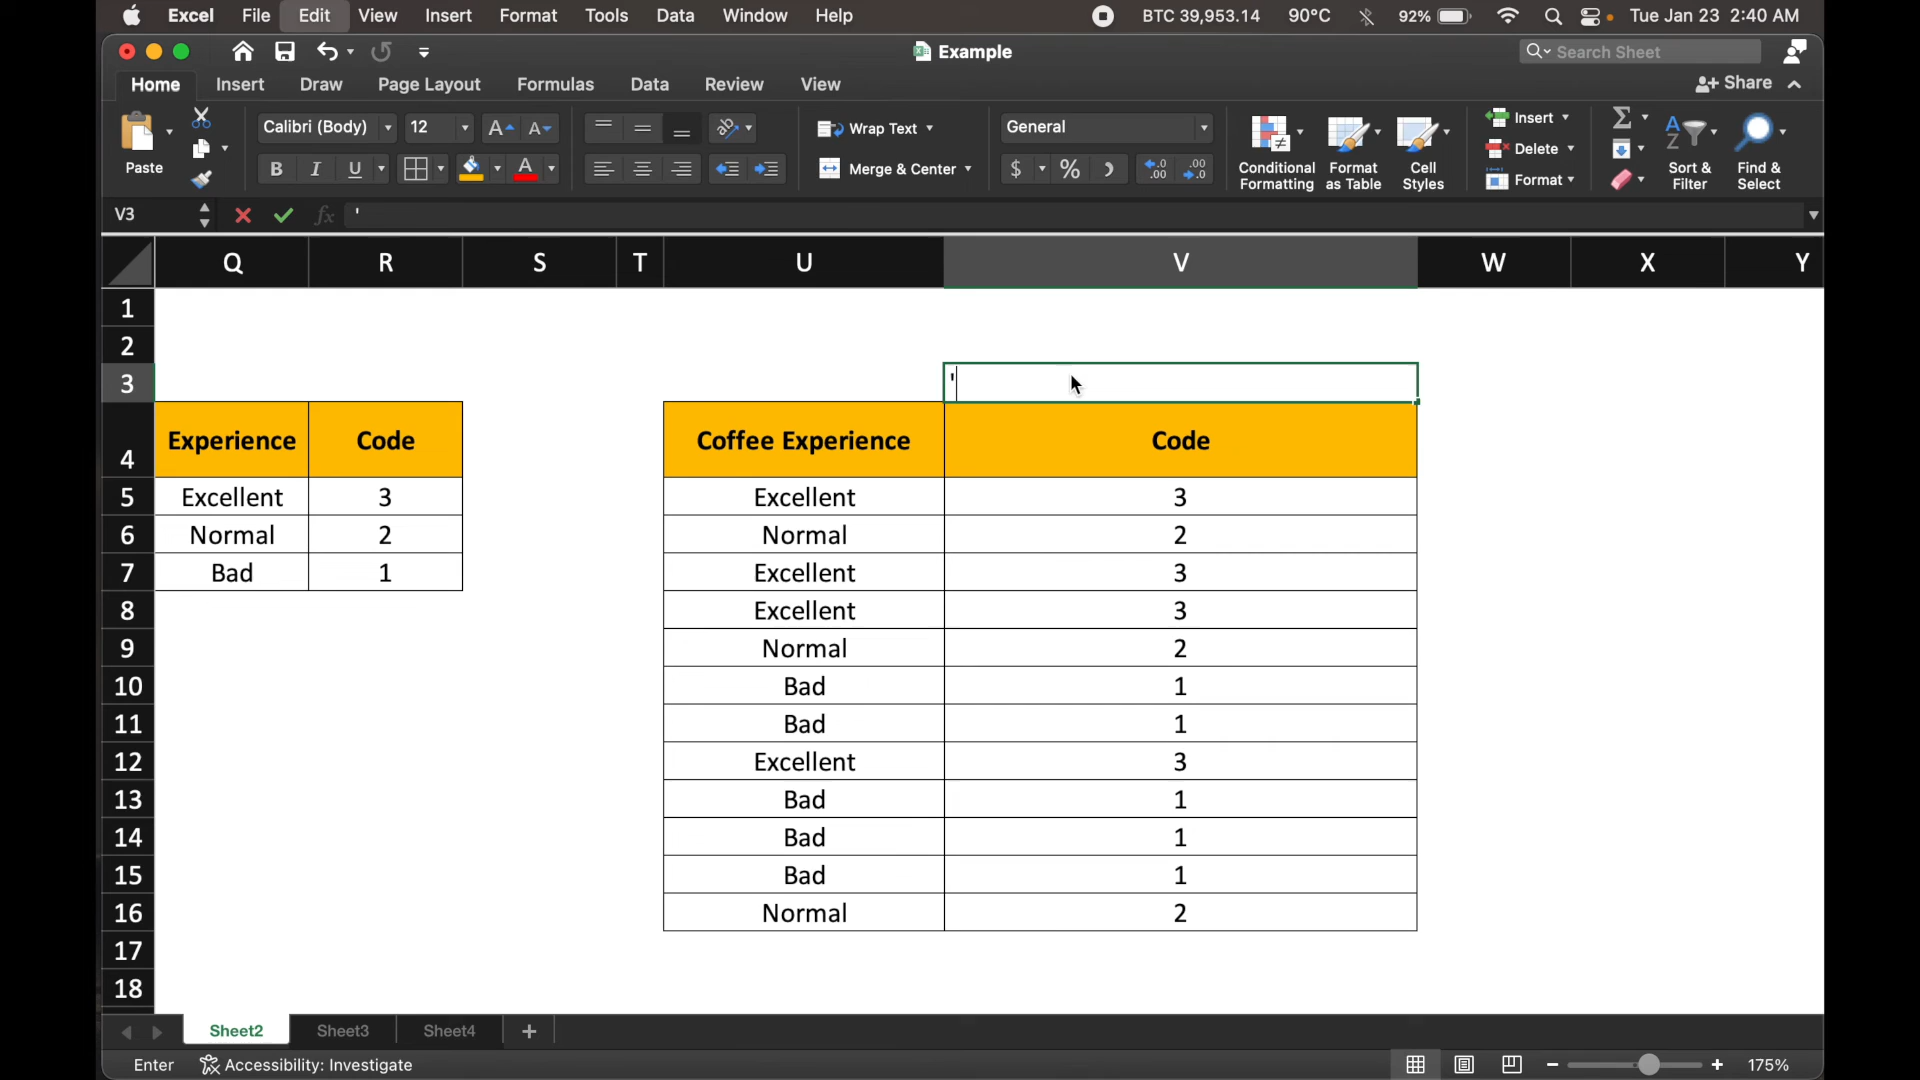 Excel File Edit View Insert Format Tools Data Window Help BTC 39,953.14 90°C 92% Tue Jan 23 2:40 AM
Example
Search Sheet
Home Insert Draw Page Layout Formulas Data Review View Share
Paste
Calibri (Body) 12 A A
B I U A
ab
Wrap Text
Merge & Center
General
$ % )
.0 .00
.00 .0
Conditional Formatting
Format as Table
Cell Styles
Insert
Delete
Format
Sort & Filter
Find & Select
V3 fx '
Q R S T U V W X Y
1
2
3 '
4 Experience Code Coffee Experience Code
5 Excellent 3 Excellent 3
6 Normal 2 Normal 2
7 Bad 1 Excellent 3
8 Excellent 3
9 Normal 2
10 Bad 1
11 Bad 1
12 Excellent 3
13 Bad 1
14 Bad 1
15 Bad 1
16 Normal 2
17
18
Sheet2 Sheet3 Sheet4 +
Enter Accessibility: Investigate − + 175%